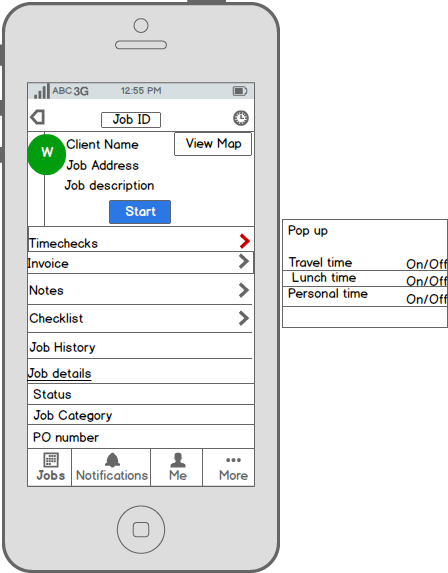 ABC 3G 12:55 PM
Job ID
W
Client Name
View Map
Job Address
Job description
Start
Timechecks
Invoice
Notes
Checklist
Job History
Job details
Status
Job Category
PO number
Jobs Notifications Me More
Pop up
Travel time On/Off
Lunch time On/Off
Personal time On/Off